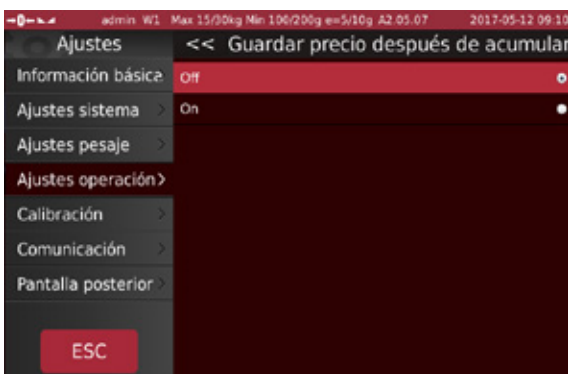 admin W1 Max 15/30kg Min 100/200g e=5/10g A2.05.07 2017-05-12 09:10
Ajustes
<< Guardar precio después de acumular
Información básica
Off
Ajustes sistema >
On
Ajustes pesaje >
Ajustes operación >
Calibración >
Comunicación >
Pantalla posterior >
ESC